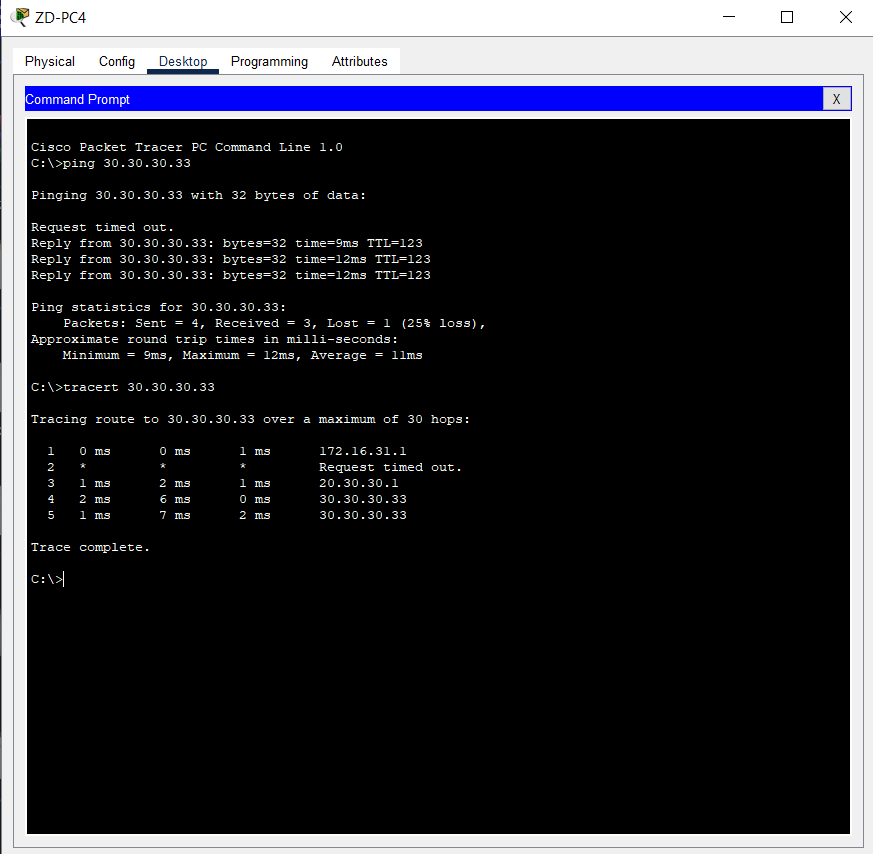 ZD-PC4
Physical Config Desktop Programming Attributes
Command Prompt X
Cisco Packet Tracer PC Command Line 1.0
C:\>ping 30.30.30.33
Pinging 30.30.30.33 with 32 bytes of data:
Request timed out.
Reply from 30.30.30.33: bytes=32 time=9ms TTL=123
Reply from 30.30.30.33: bytes=32 time=12ms TTL=123
Reply from 30.30.30.33: bytes=32 time=12ms TTL=123
Ping statistics for 30.30.30.33:
Packets: Sent = 4, Received = 3, Lost = 1 (25% loss),
Approximate round trip times in milli-seconds:
Minimum = 9ms, Maximum = 12ms, Average = 11ms
C:\>tracert 30.30.30.33
Tracing route to 30.30.30.33 over a maximum of 30 hops:
1 0 ms 0 ms 1 ms 172.16.31.1
2 * * * Request timed out.
3 1 ms 2 ms 1 ms 20.30.30.1
4 2 ms 6 ms 0 ms 30.30.30.33
5 1 ms 7 ms 2 ms 30.30.30.33
Trace complete.
C:\>